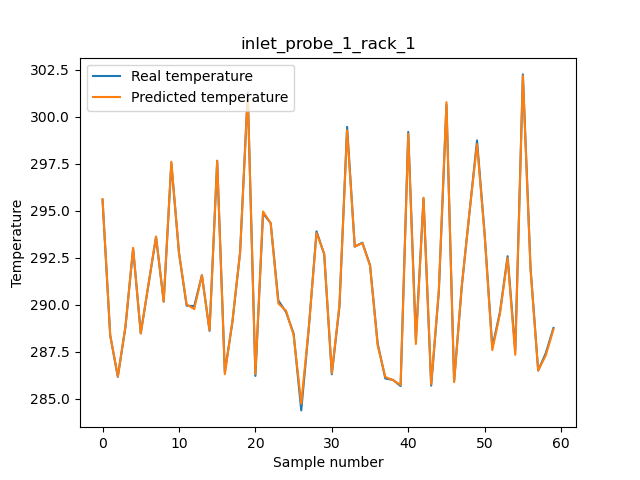 inlet_probe_1_rack_1
Real temperature
Predicted temperature
Temperature
302.5
300.0
297.5
295.0
292.5
290.0
287.5
285.0
0 10 20 30 40 50 60
Sample number